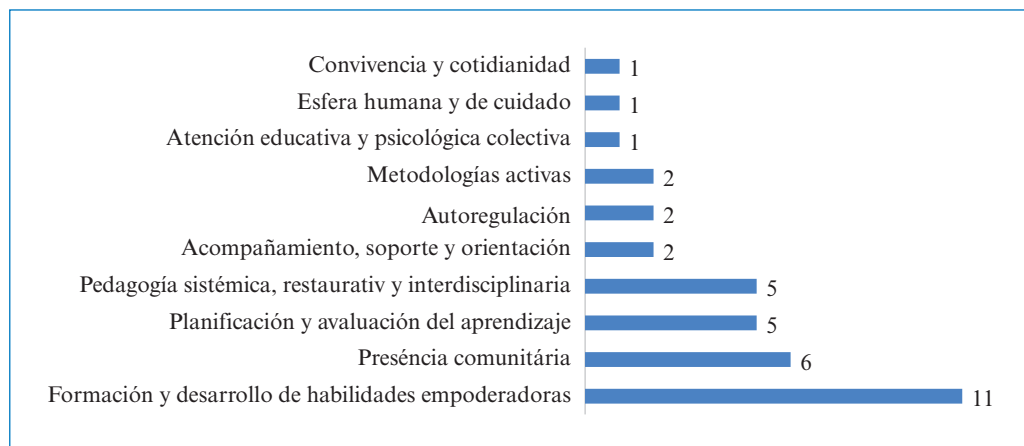 Convivencia y cotidianidad 1
Esfera humana y de cuidado 1
Atención educativa y psicológica colectiva 1
Metodologías activas 2
Autoregulación 2
Acompañamiento, soporte y orientación 2
Pedagogía sistémica, restaurativ y interdisciplinaria 5
Planificación y avaluación del aprendizaje 5
Preséncia comunitária 6
Formación y desarrollo de habilidades empoderadoras 11